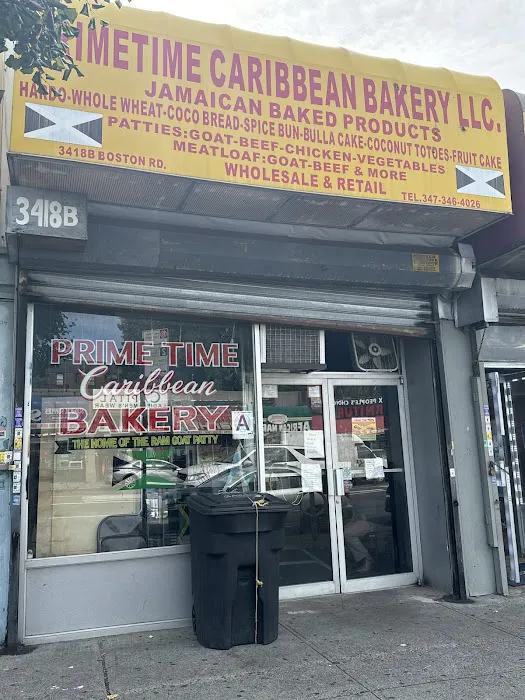 IMETIME CARIBBEAN BAKERY LLC.
JAMAICAN BAKED PRODUCTS
HARDO-WHOLE WHEAT-COCO BREAD-SPICE BUN-BULLA CAKE-COCONUT TOTOES-FRUIT CAKE
PATTIES:GOAT-BEEF-CHICKEN-VEGETABLES
MEATLOAF:GOAT-BEEF & MORE
3418B BOSTON RD.
WHOLESALE & RETAIL
TEL.347-346-4026
3418B
PRIME TIME
Caribbean
BAKERY
THE HOME OF THE RAM GOAT PATTY
A